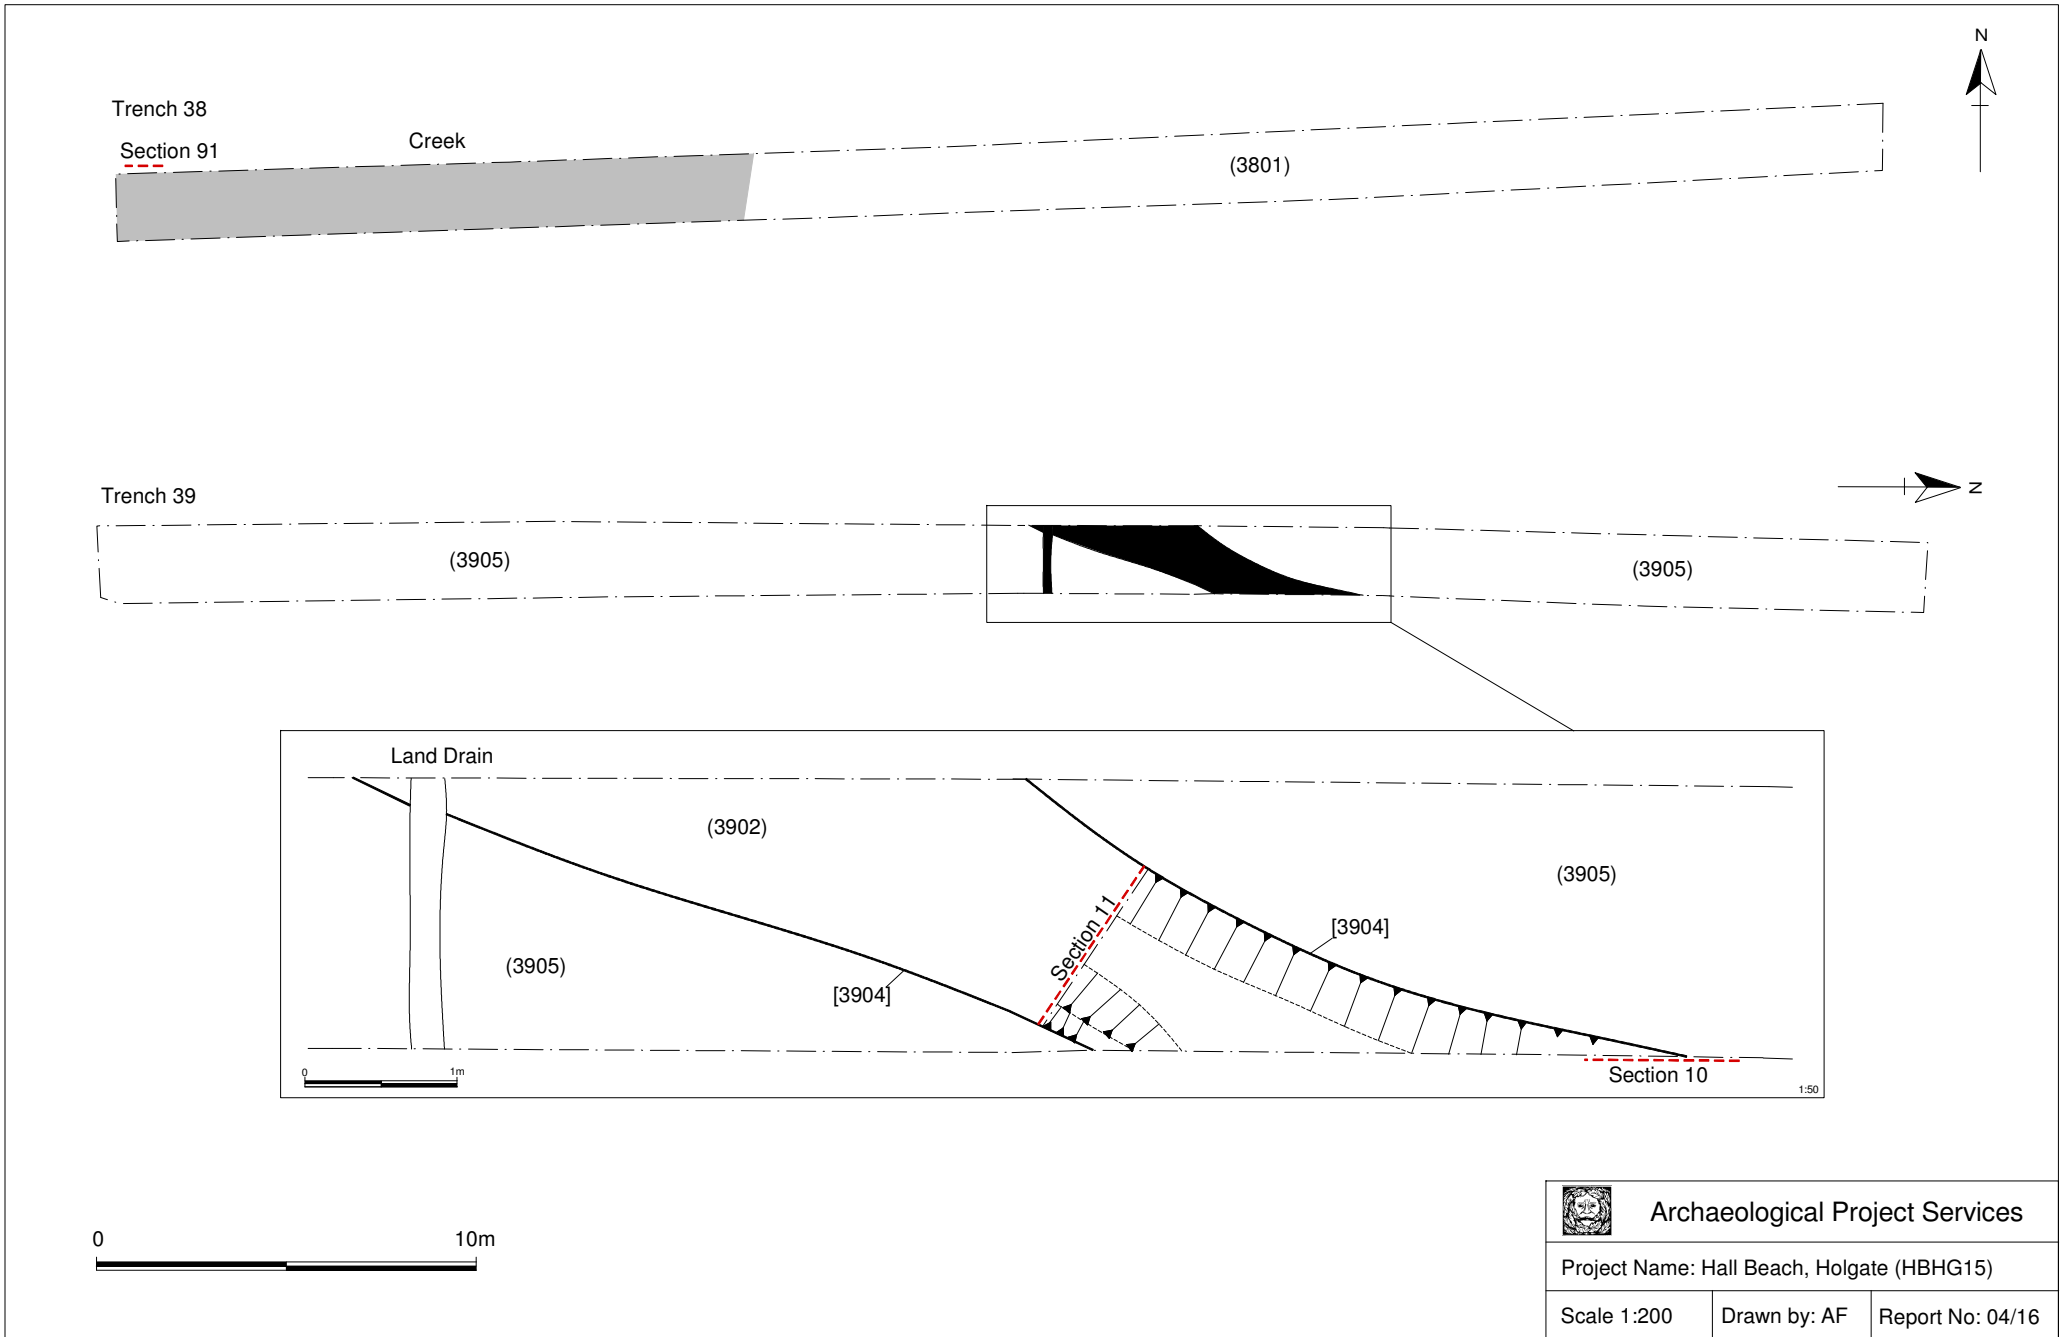 N
Trench 38
Section 91
Creek
(3801)
Trench 39
N
(3905)
(3905)
Land Drain
(3902)
(3905)
Section 11
[3904]
(3905)
[3904]
0 1m
Section 10
1:50
0 10m
Archaeological Project Services
Project Name: Hall Beach, Holgate (HBHG15)
Scale 1:200
Drawn by: AF
Report No: 04/16